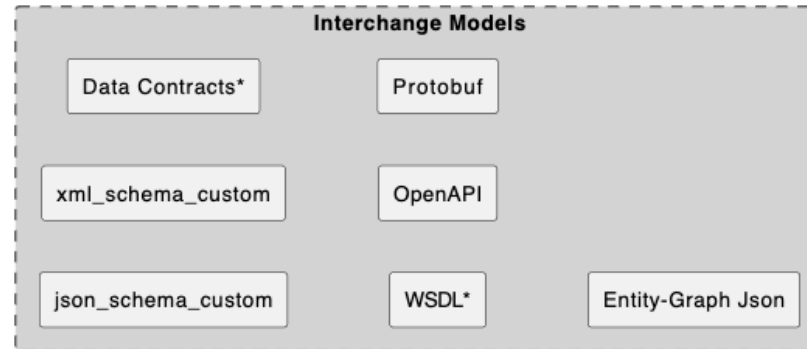 Interchange Models
Data Contracts*
Protobuf
xml_schema_custom
OpenAPI
json_schema_custom
WSDL*
Entity-Graph Json